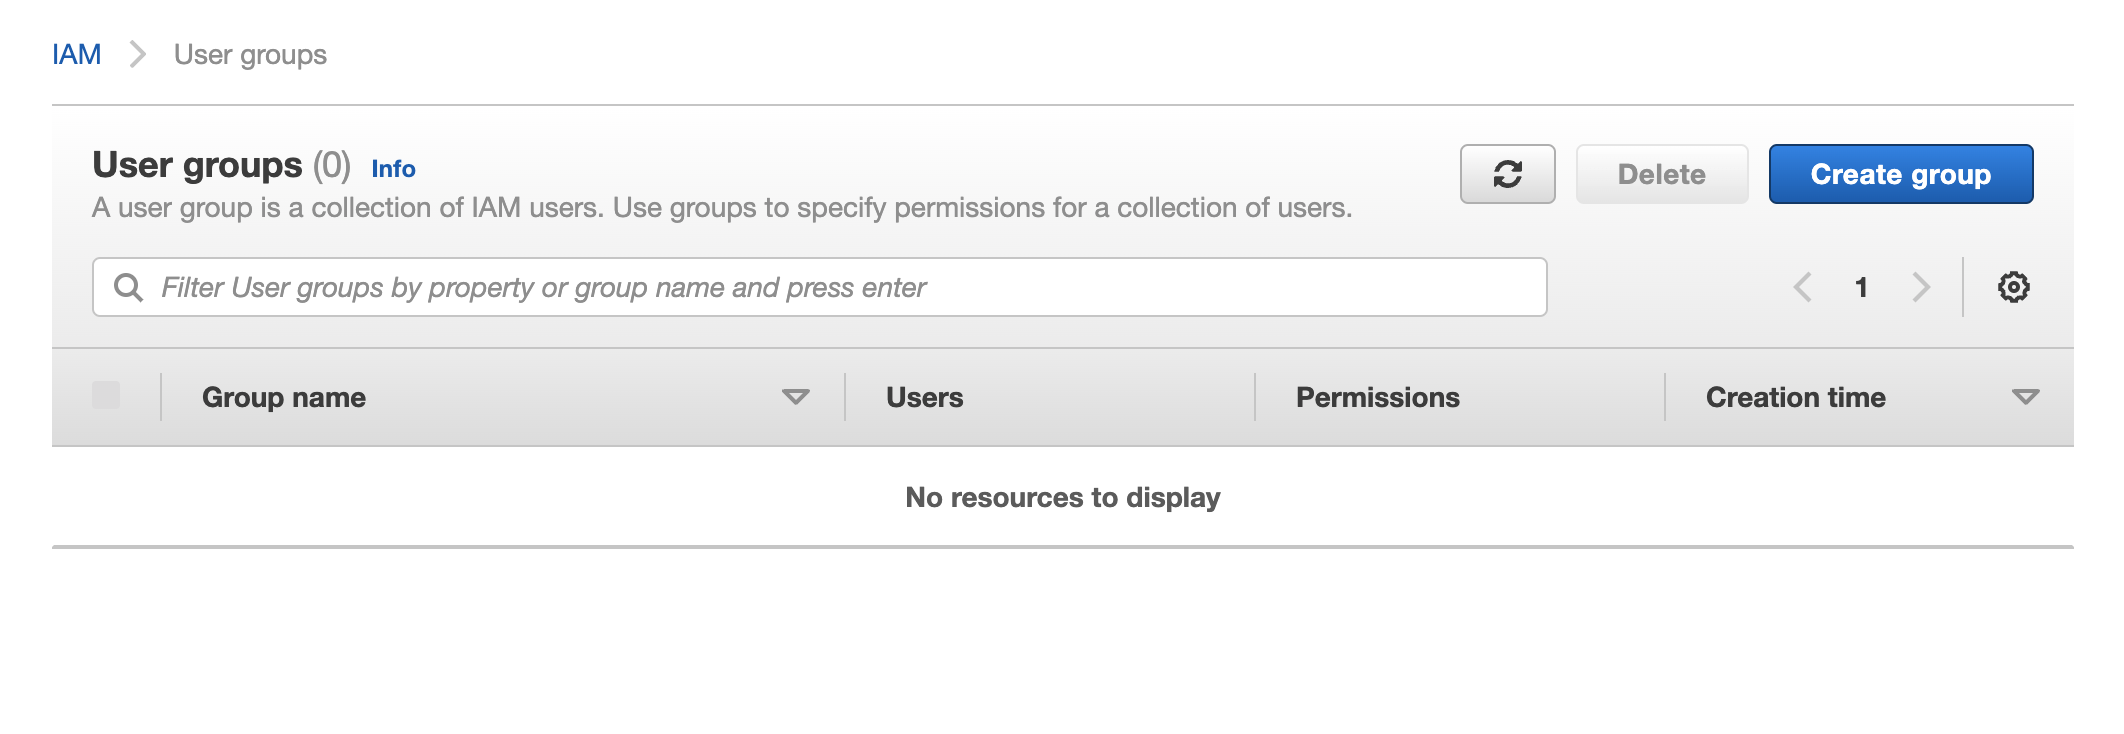 IAM > User groups
User groups (0) Info
Delete
Create group
A user group is a collection of IAM users. Use groups to specify permissions for a collection of users.
Filter User groups by property or group name and press enter
1
Group name Users Permissions Creation time
No resources to display